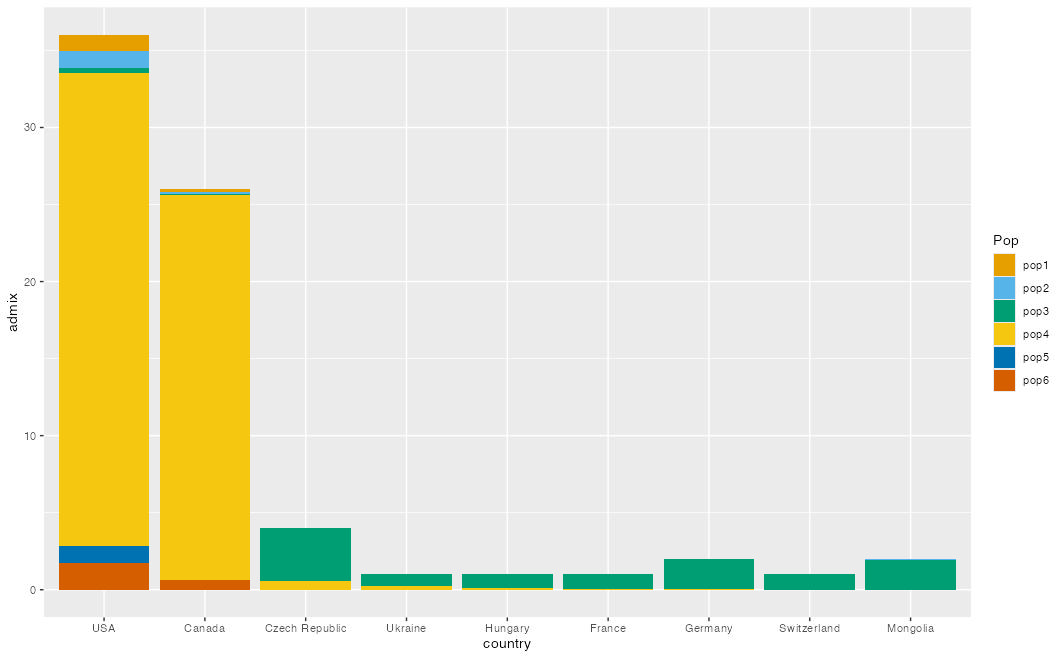 admix
30
20
10
0
USA Canada Czech Republic Ukraine Hungary France Germany Switzerland Mongolia
country
Pop
pop1
pop2
pop3
pop4
pop5
pop6